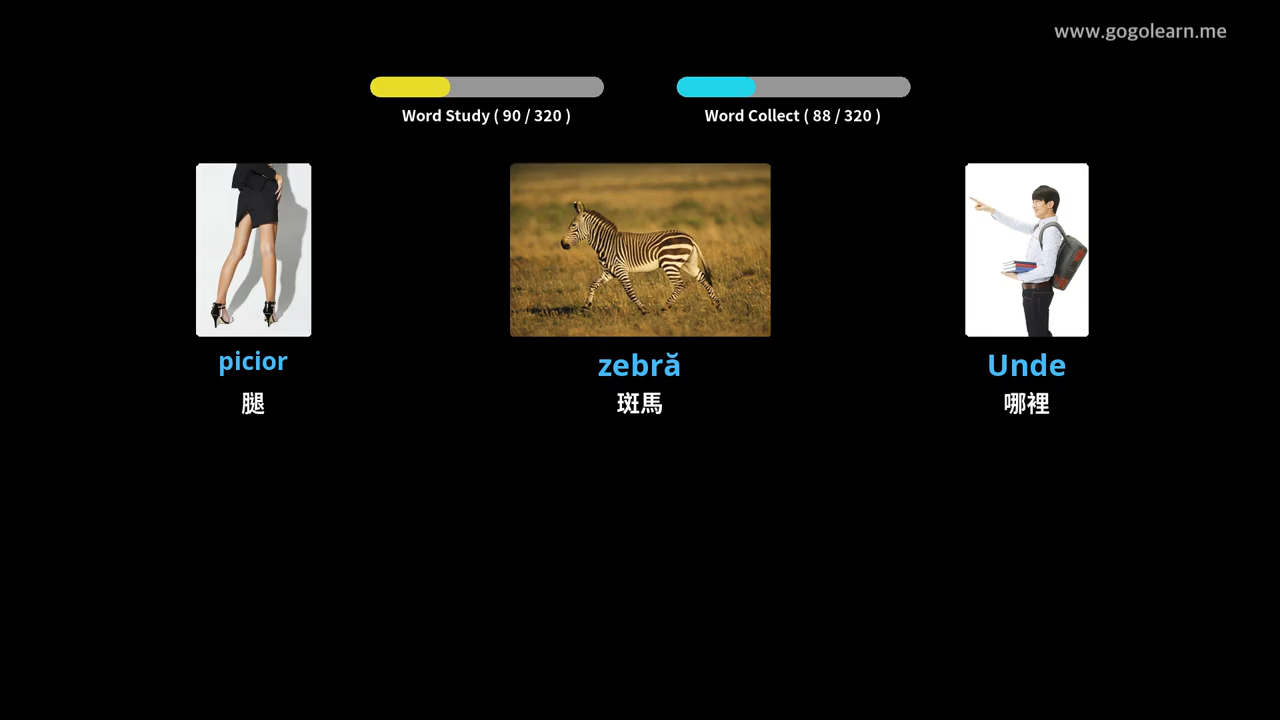 www.gogolearn.me
Word Study ( 90 / 320 )
Word Collect ( 88 / 320 )
picior
腿
zebră
斑馬
Unde
哪裡